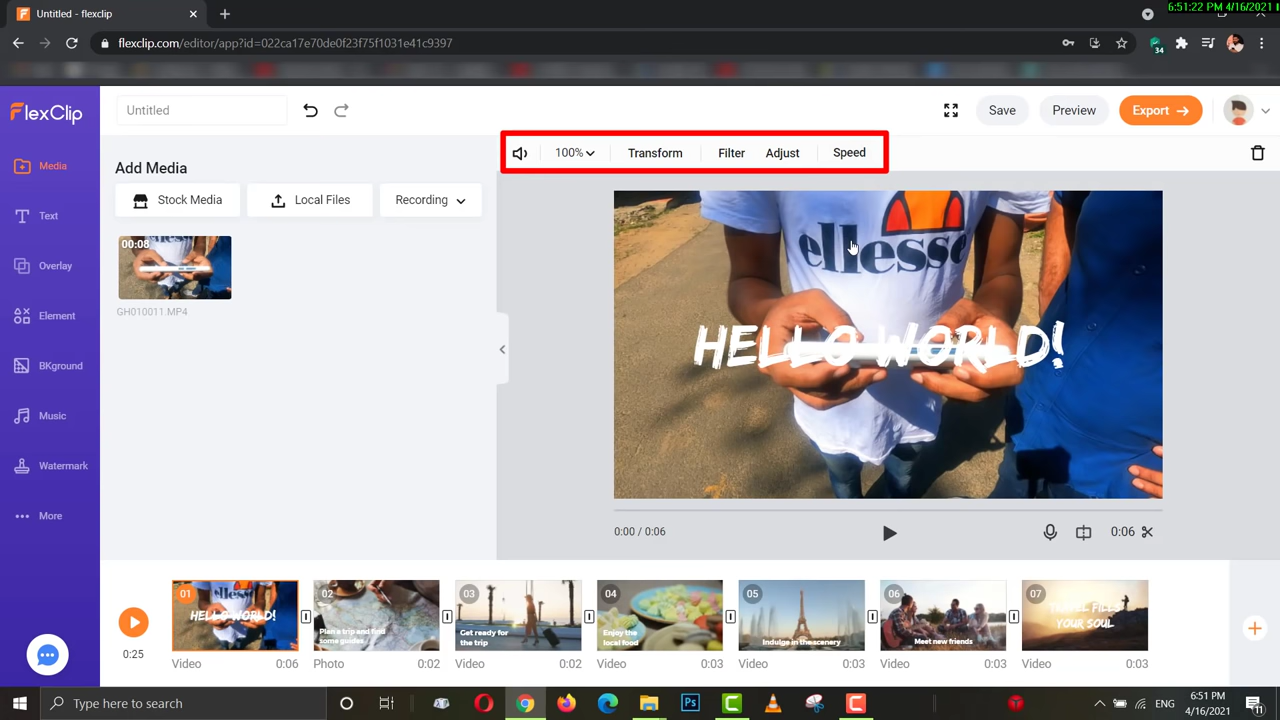 6:51:22 PM 4/16/2021
Untitled - flexclip
flexclip.com/editor/app?id=022ca17e70de0f23f75f1031e41c9397
34
FlexClip
Untitled
Save
Preview
Export
100%
Transform
Filter
Adjust
Speed
Media
Text
Overlay
Element
BKground
Music
Watermark
More
Add Media
Stock Media
Local Files
Recording
00:08
GH010011.MP4
ellesse
HELLO WORLD!
0:00 / 0:06
0:06
0:25
01
ellesse
HELLO WORLD!
Video 0:06
02
Plan a trip and find
some guides
Photo 0:02
03
Get ready for
the trip
Video 0:02
04
Enjoy the
local food
Video 0:03
05
Indulge in the scenery
Video 0:03
06
Meet new friends
Video 0:03
07
TRAVEL FILLS
YOUR SOUL
Video 0:03
Type here to search
Ps
ENG
6:51 PM
4/16/2021
11